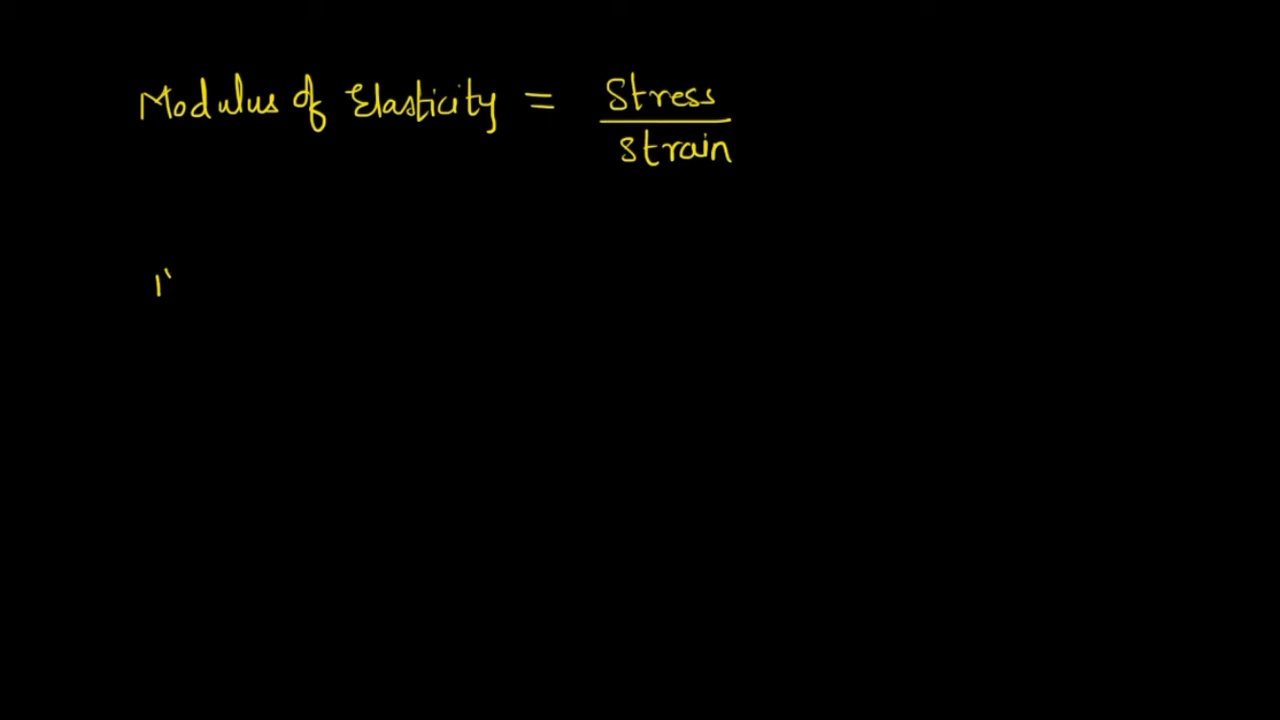 Modulus of Elasticity = Stress / Strain